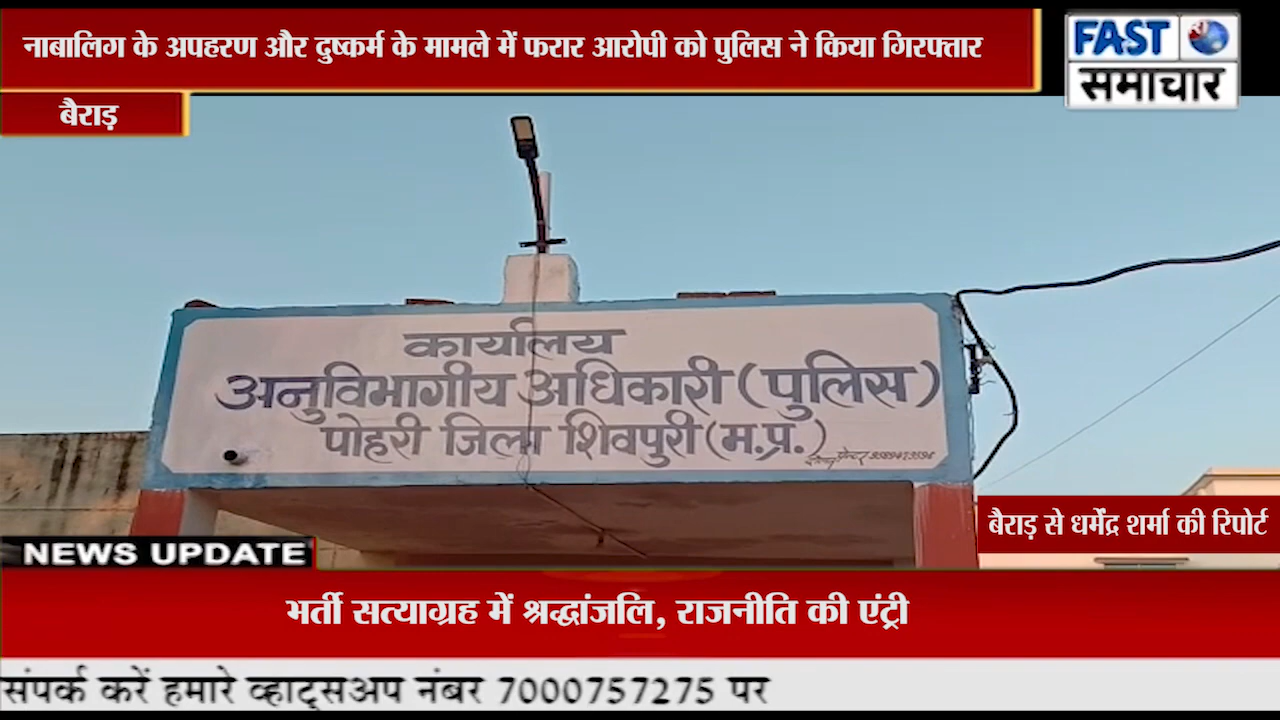 नाबालिग के अपहरण और दुष्कर्म के मामले में फरार आरोपी को पुलिस ने किया गिरफ्तार
FAST
समाचार
बैराड़
कार्यालय
अनुविभागीय अधिकारी (पुलिस)
पोहरी जिला शिवपुरी (म.प्र.)
बैराड़ से धर्मेंद्र शर्मा की रिपोर्ट
NEWS UPDATE
भर्ती सत्याग्रह में श्रद्धांजलि, राजनीति की एंट्री
संपर्क करें हमारे व्हाट्सअप नंबर 7000757275 पर